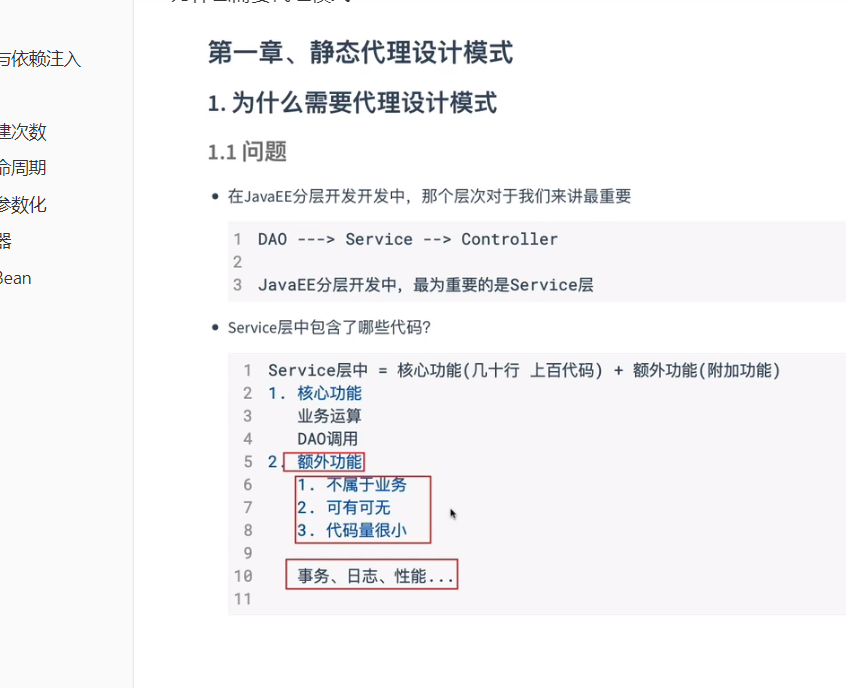 第一章、静态代理设计模式
1. 为什么需要代理设计模式
1.1 问题
• 在JavaEE分层开发开发中，那个层次对于我们来讲最重要
1 DAO ---> Service --> Controller
2
3 JavaEE分层开发中，最为重要的是Service层
• Service层中包含了哪些代码？
1 Service层中 = 核心功能(几十行 上百代码) + 额外功能(附加功能)
2 1. 核心功能
3 业务运算
4 DAO调用
5 2. 额外功能
6 1. 不属于业务
7 2. 可有可无
8 3. 代码量很小
9
10 事务、日志、性能...
11
与依赖注入
建次数
命周期
参数化
器
Bean